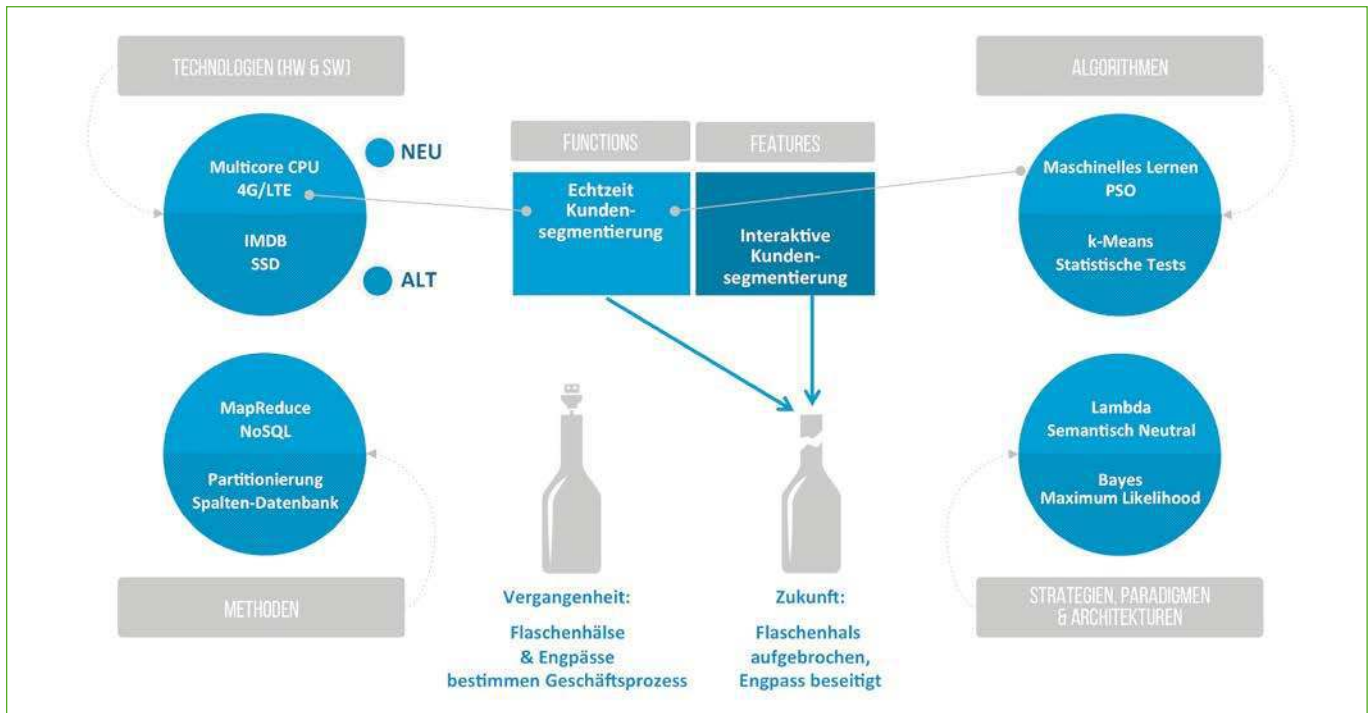 TECHNOLOGIEN (HW & SW)
ALGORITHMEN
FUNCTIONS
FEATURES
Multicore CPU
4G/LTE
IMDB
SSD
NEU
ALT
Echtzeit
Kunden-
segmentierung
Interaktive
Kunden-
segmentierung
Maschinelles Lernen
PSO
k-Means
Statistische Tests
MapReduce
NoSQL
Partitionierung
Spalten-Datenbank
Lambda
Semantisch Neutral
Bayes
Maximum Likelihood
METHODEN
Vergangenheit:
Flaschenhälse
& Engpässe
bestimmen Geschäftsprozess
Zukunft:
Flaschenhals
aufgebrochen,
Engpass beseitigt
STRATEGIEN, PARADIGMEN
& ARCHITEKTUREN